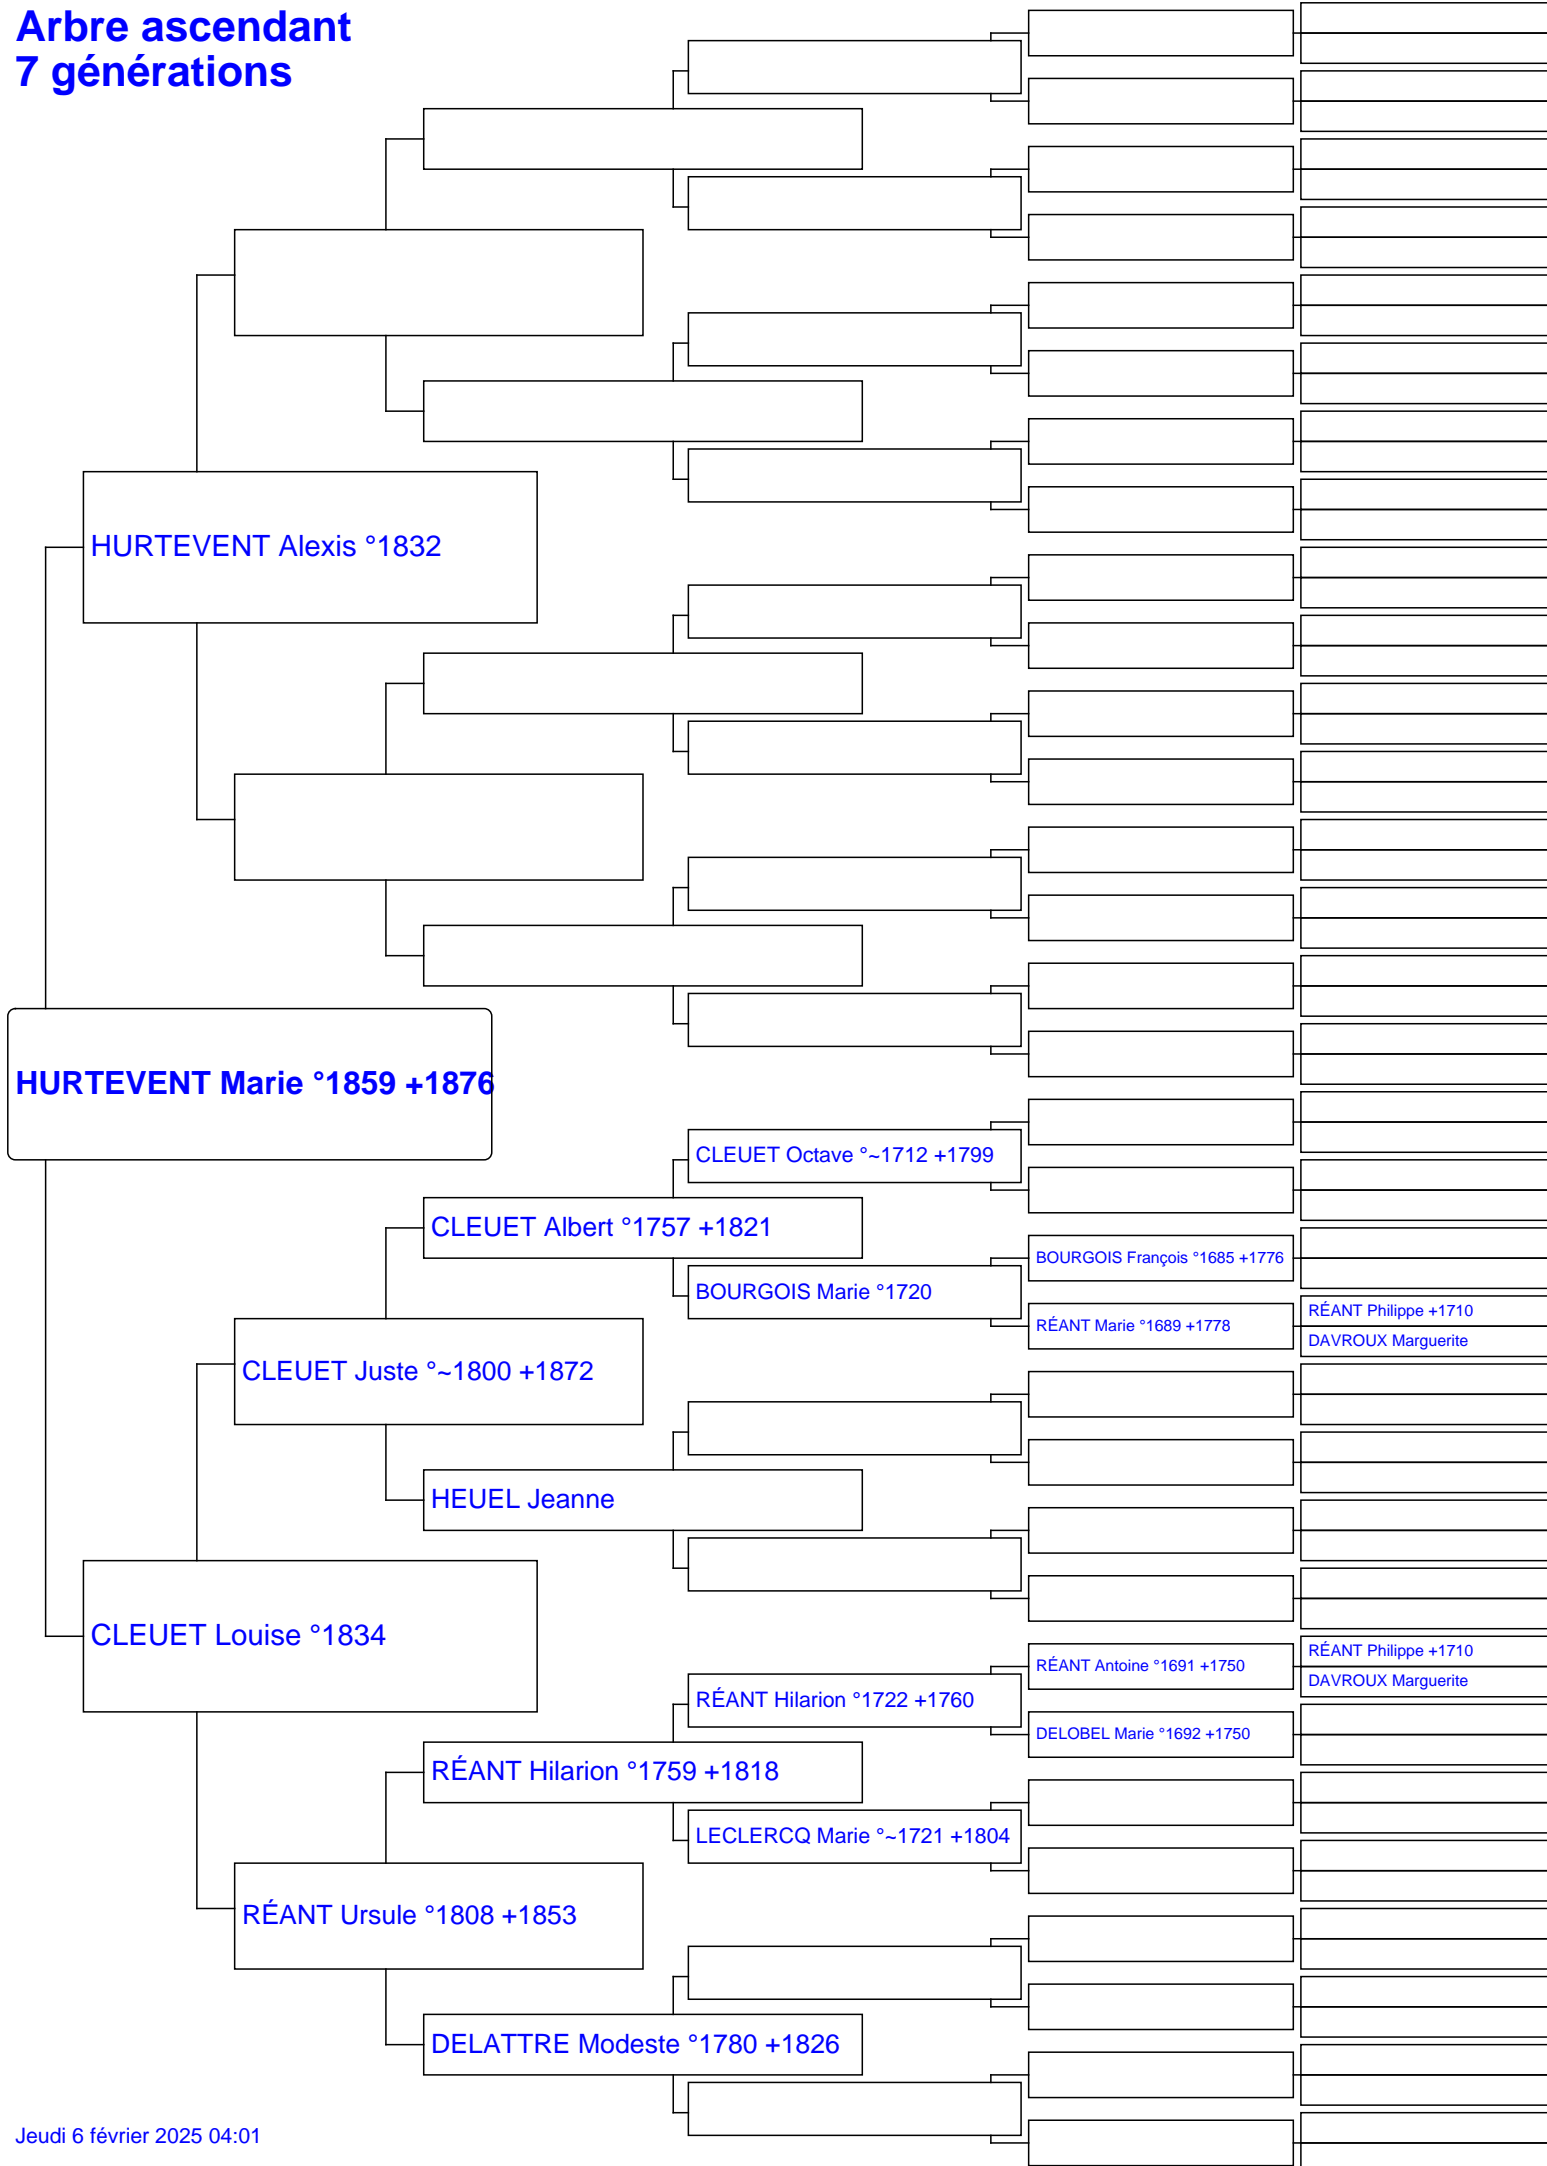 Arbre ascendant
7 générations
HURTEVENT Alexis °1832
HURTEVENT Marie °1859 +1876
CLEUET Octave °~1712 +1799
CLEUET Albert °1757 +1821
BOURGOIS François °1685 +1776
BOURGOIS Marie °1720
RÉANT Philippe +1710
RÉANT Marie °1689 +1778
DAVROUX Marguerite
CLEUET Juste °~1800 +1872
HEUEL Jeanne
CLEUET Louise °1834
RÉANT Philippe +1710
RÉANT Antoine °1691 +1750
DAVROUX Marguerite
RÉANT Hilarion °1722 +1760
DELOBEL Marie °1692 +1750
RÉANT Hilarion °1759 +1818
LECLERCQ Marie °~1721 +1804
RÉANT Ursule °1808 +1853
DELATTRE Modeste °1780 +1826
Jeudi 6 février 2025 04:01